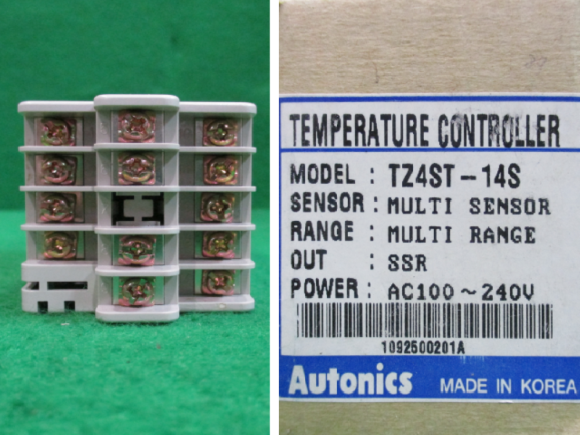 TEMPERATURE CONTROLLER
MODEL : TZ4ST-14S
SENSOR : MULTI SENSOR
RANGE : MULTI RANGE
OUT : SSR
POWER : AC100~240V
1092500201A
Autonics MADE IN KOREA